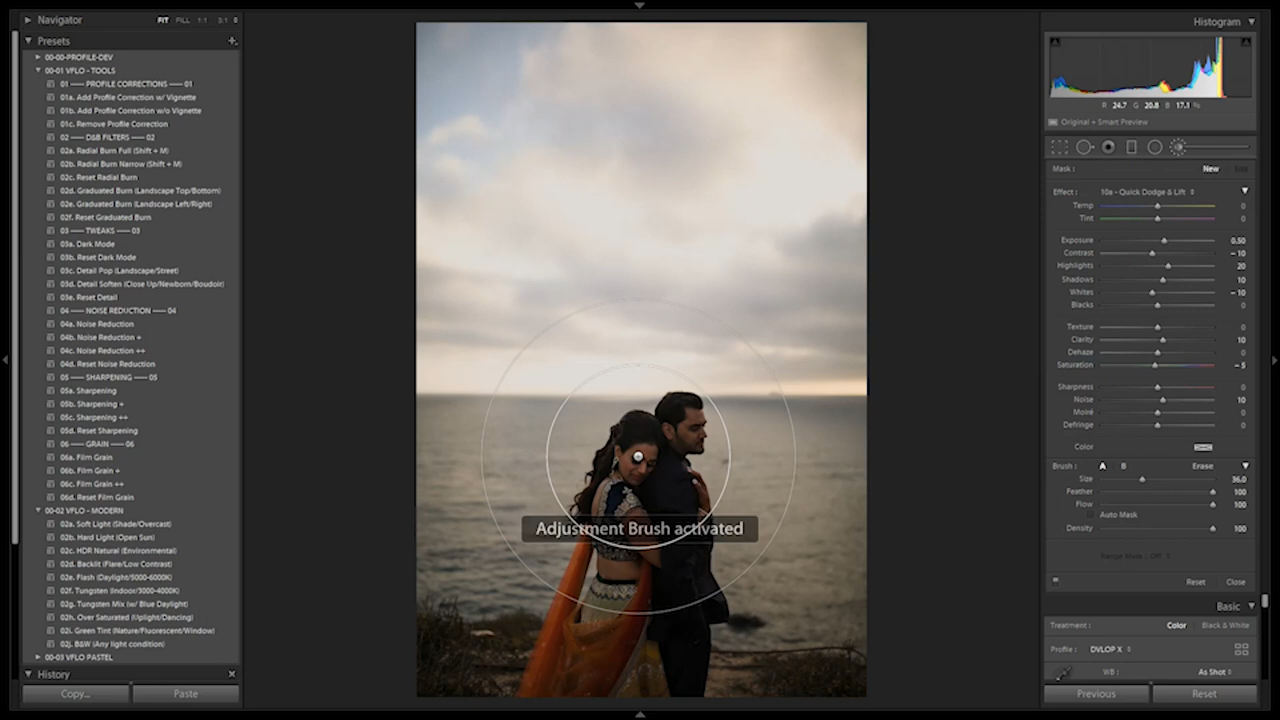 Navigator
FIT FILL 1:1 3:1
Presets
00-00-PROFILE-DEV
00-01 VFLO - TOOLS
01 —— PROFILE CORRECTIONS —— 01
01a. Add Profile Correction w/ Vignette
01b. Add Profile Correction w/o Vignette
01c. Remove Profile Correction
02 —— D&B FILTERS —— 02
02a. Radial Burn Full (Shift + M)
02b. Radial Burn Narrow (Shift + M)
02c. Reset Radial Burn
02d. Graduated Burn (Landscape Top/Bottom)
02e. Graduated Burn (Landscape Left/Right)
02f. Reset Graduated Burn
03 —— TWEAKS —— 03
03a. Dark Mode
03b. Reset Dark Mode
03c. Detail Pop (Landscape/Street)
03d. Detail Soften (Close Up/Newborn/Boudoir)
03e. Reset Detail
04 —— NOISE REDUCTION —— 04
04a. Noise Reduction
04b. Noise Reduction +
04c. Noise Reduction ++
04d. Reset Noise Reduction
05 —— SHARPENING —— 05
05a. Sharpening
05b. Sharpening +
05c. Sharpening ++
05d. Reset Sharpening
06 —— GRAIN —— 06
06a. Film Grain
06b. Film Grain +
06c. Film Grain ++
06d. Reset Film Grain
00-02 VFLO - MODERN
02a. Soft Light (Shade/Overcast)
02b. Hard Light (Open Sun)
02c. HDR Natural (Environmental)
02d. Backlit (Flare/Low Contrast)
02e. Flash (Daylight/5000-6000K)
02f. Tungsten (Indoor/3000-4000K)
02g. Tungsten Mix (w/ Blue Daylight)
02h. Over Saturated (Uplight/Dancing)
02i. Green Tint (Nature/Fluorescent/Window)
02j. B&W (Any light condition)
00-03 VFLO PASTEL
History
Copy... Paste
Adjustment Brush activated
Histogram
R 24.7 G 20.8 B 17.1 %
Original + Smart Preview
Mask : New Edit
Effect : 10a - Quick Dodge & Lift
Temp 0
Tint 0
Exposure 0.50
Contrast – 10
Highlights 20
Shadows 10
Whites – 10
Blacks 0
Texture 0
Clarity 10
Dehaze 0
Saturation – 5
Sharpness 0
Noise 10
Moiré 0
Defringe 0
Color
Brush : A B Erase
Size 36.0
Feather 100
Flow 100
Auto Mask
Density 100
Range Mask : Off
Reset Close
Basic
Treatment : Color Black & White
Profile : DVLOP X
WB : As Shot
Previous Reset